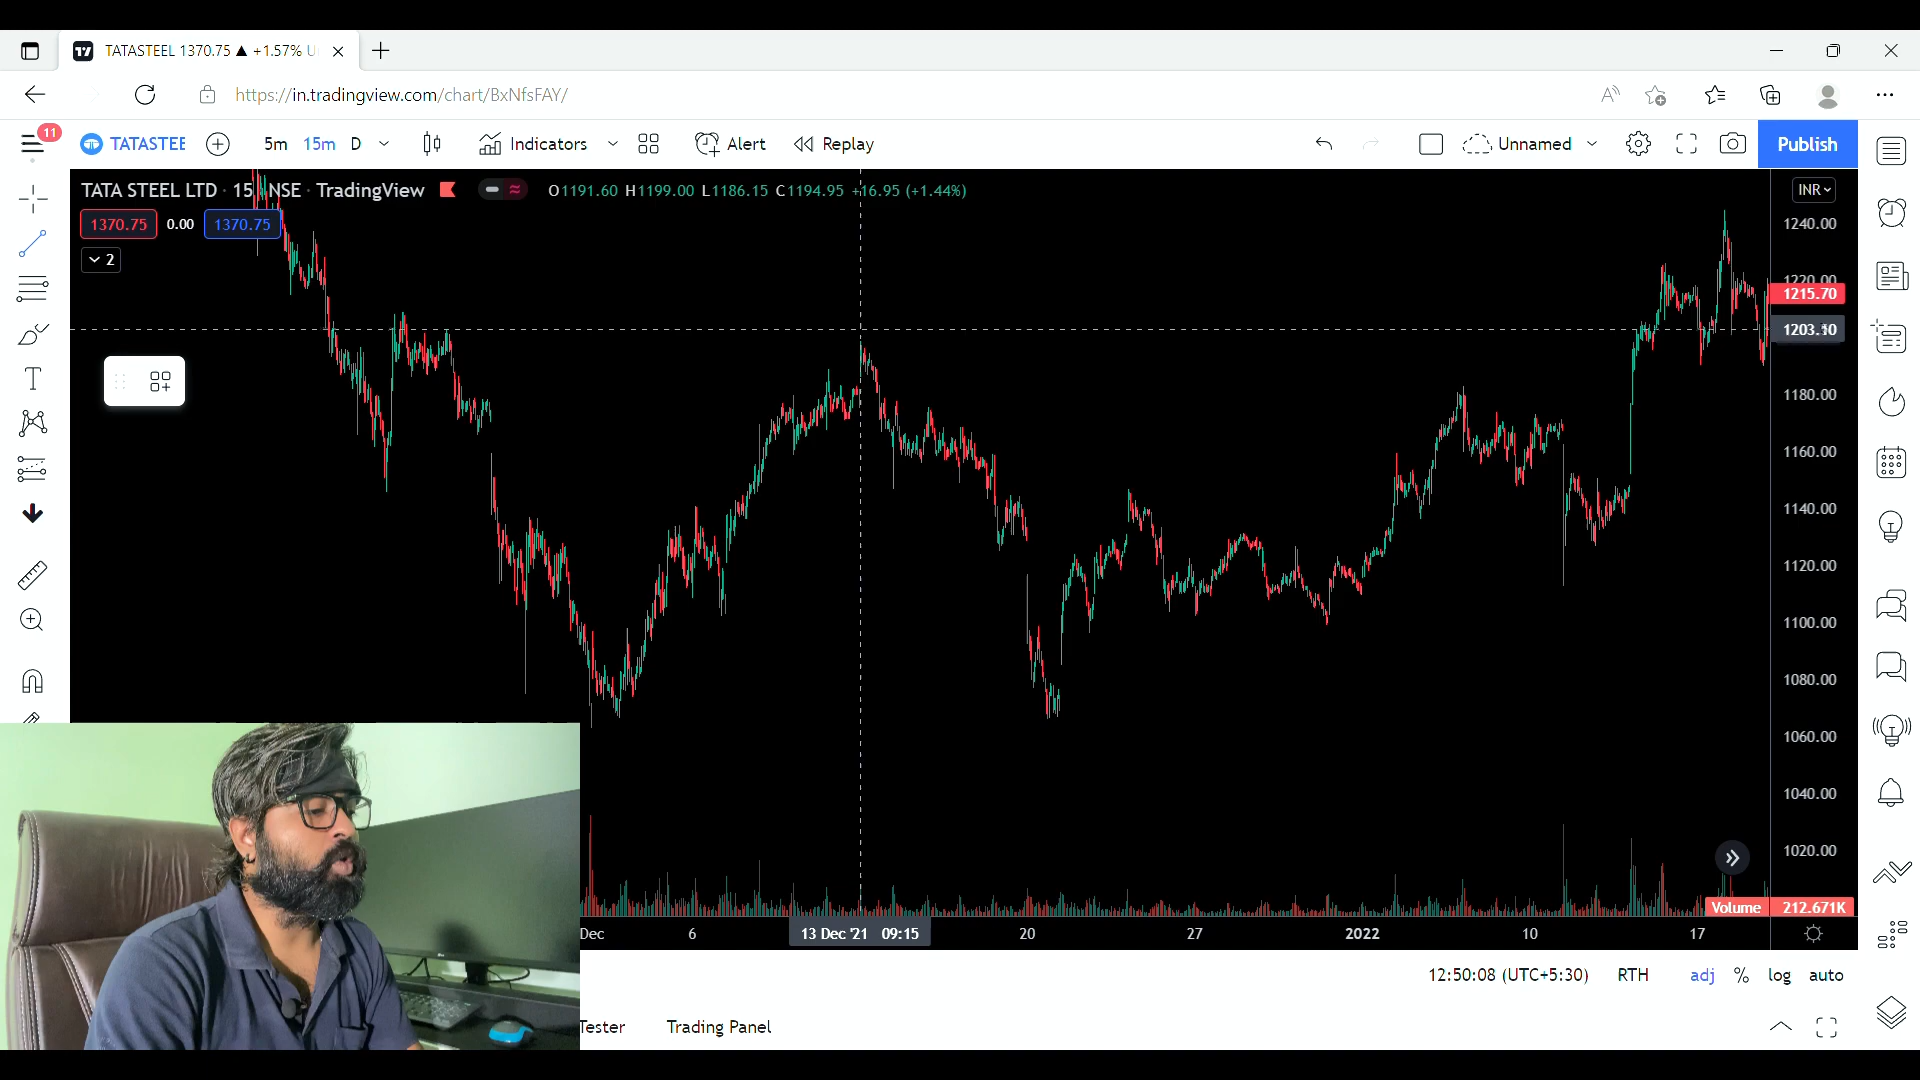 TATASTEEL 1370.75 ▲ +1.57% U
https://in.tradingview.com/chart/BxNfsFAY/
11
TATASTEE 5m 15m D Indicators Alert Replay Unnamed Publish
TATA STEEL LTD · 15 · NSE · TradingView O1191.60 H1199.00 L1186.15 C1194.95 +16.95 (+1.44%)
INR
1370.75 0.00 1370.75
2
1240.00
1220.00
1215.70
1203.10
1180.00
1160.00
1140.00
1120.00
1100.00
1080.00
1060.00
1040.00
1020.00
Volume 212.671K
Dec 6 13 Dec '21 09:15 20 27 2022 10 17
12:50:08 (UTC+5:30) RTH adj % log auto
Tester Trading Panel